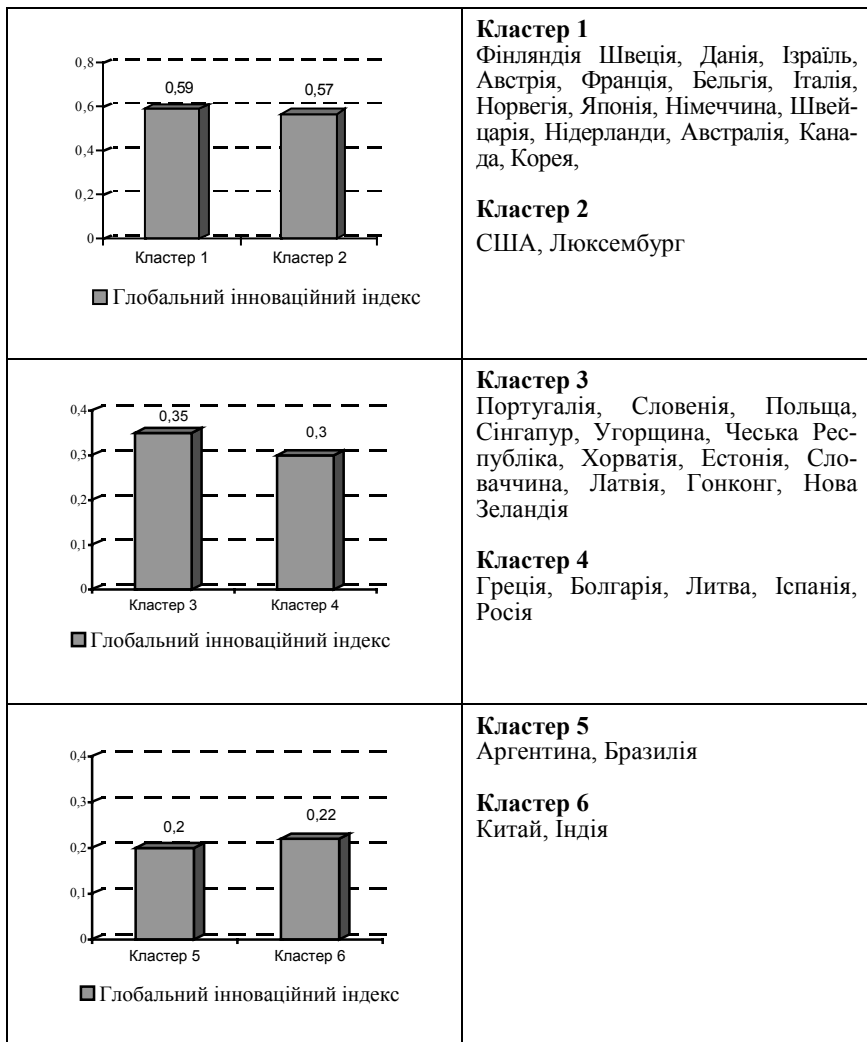 0,8
0,6
0,4
0,2
0
0,59
0,57
Кластер 1
Кластер 2
Глобальний інноваційний індекс
Кластер 1
Фінляндія Швеція, Данія, Ізраїль,
Австрія, Франція, Бельгія, Італія,
Норвегія, Японія, Німеччина, Швей-
царія, Нідерланди, Австралія, Кана-
да, Корея,
Кластер 2
США, Люксембург
0,4
0,3
0,2
0,1
0
0,35
0,3
Кластер 3
Кластер 4
Глобальний інноваційний індекс
Кластер 3
Португалія, Словенія, Польща,
Сінгапур, Угорщина, Чеська Рес-
публіка, Хорватія, Естонія, Сло-
ваччина, Латвія, Гонконг, Нова
Зеландія
Кластер 4
Греція, Болгарія, Литва, Іспанія,
Росія
0,4
0,3
0,2
0,1
0
0,2
0,22
Кластер 5
Кластер 6
Глобальний інноваційний індекс
Кластер 5
Аргентина, Бразилія
Кластер 6
Китай, Індія